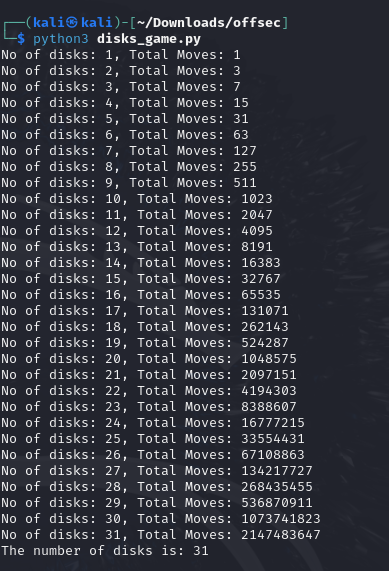 ┌──(kali㉿kali)-[~/Downloads/offsec]
└─$ python3 disks_game.py
No of disks: 1, Total Moves: 1
No of disks: 2, Total Moves: 3
No of disks: 3, Total Moves: 7
No of disks: 4, Total Moves: 15
No of disks: 5, Total Moves: 31
No of disks: 6, Total Moves: 63
No of disks: 7, Total Moves: 127
No of disks: 8, Total Moves: 255
No of disks: 9, Total Moves: 511
No of disks: 10, Total Moves: 1023
No of disks: 11, Total Moves: 2047
No of disks: 12, Total Moves: 4095
No of disks: 13, Total Moves: 8191
No of disks: 14, Total Moves: 16383
No of disks: 15, Total Moves: 32767
No of disks: 16, Total Moves: 65535
No of disks: 17, Total Moves: 131071
No of disks: 18, Total Moves: 262143
No of disks: 19, Total Moves: 524287
No of disks: 20, Total Moves: 1048575
No of disks: 21, Total Moves: 2097151
No of disks: 22, Total Moves: 4194303
No of disks: 23, Total Moves: 8388607
No of disks: 24, Total Moves: 16777215
No of disks: 25, Total Moves: 33554431
No of disks: 26, Total Moves: 67108863
No of disks: 27, Total Moves: 134217727
No of disks: 28, Total Moves: 268435455
No of disks: 29, Total Moves: 536870911
No of disks: 30, Total Moves: 1073741823
No of disks: 31, Total Moves: 2147483647
The number of disks is: 31